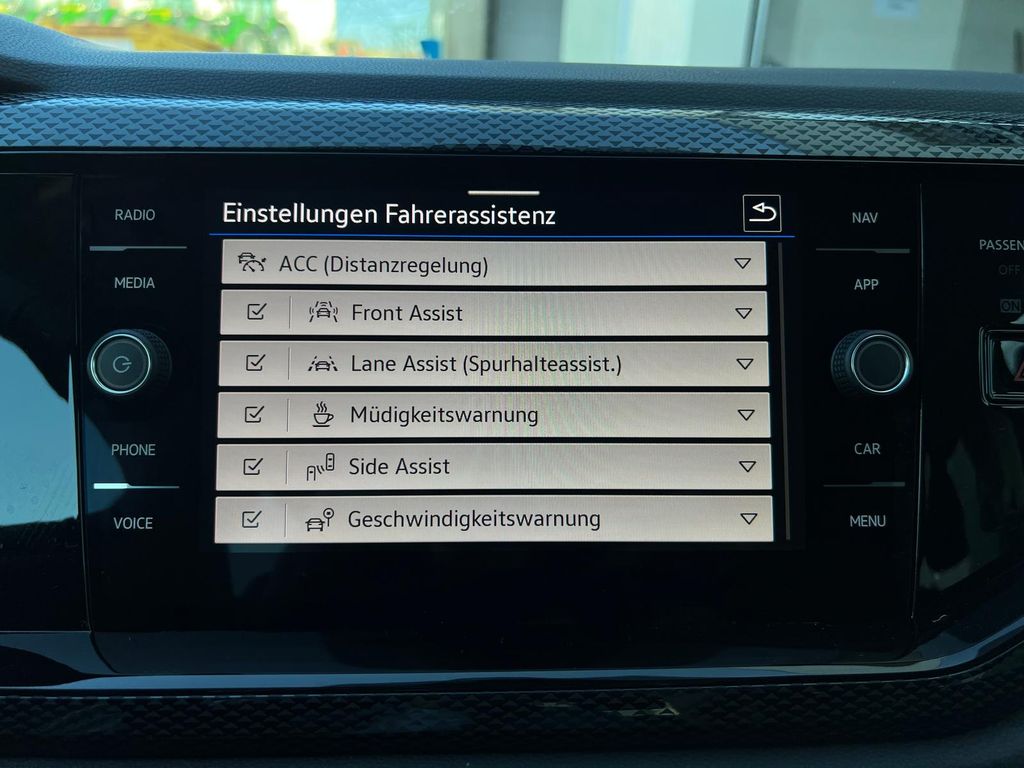 Einstellungen Fahrerassistenz
ACC (Distanzregelung)
Front Assist
Lane Assist (Spurhalteassist.)
Müdigkeitswarnung
Side Assist
Geschwindigkeitswarnung
RADIO
MEDIA
PHONE
VOICE
NAV
APP
CAR
MENU
PASSEN
OFF
ON